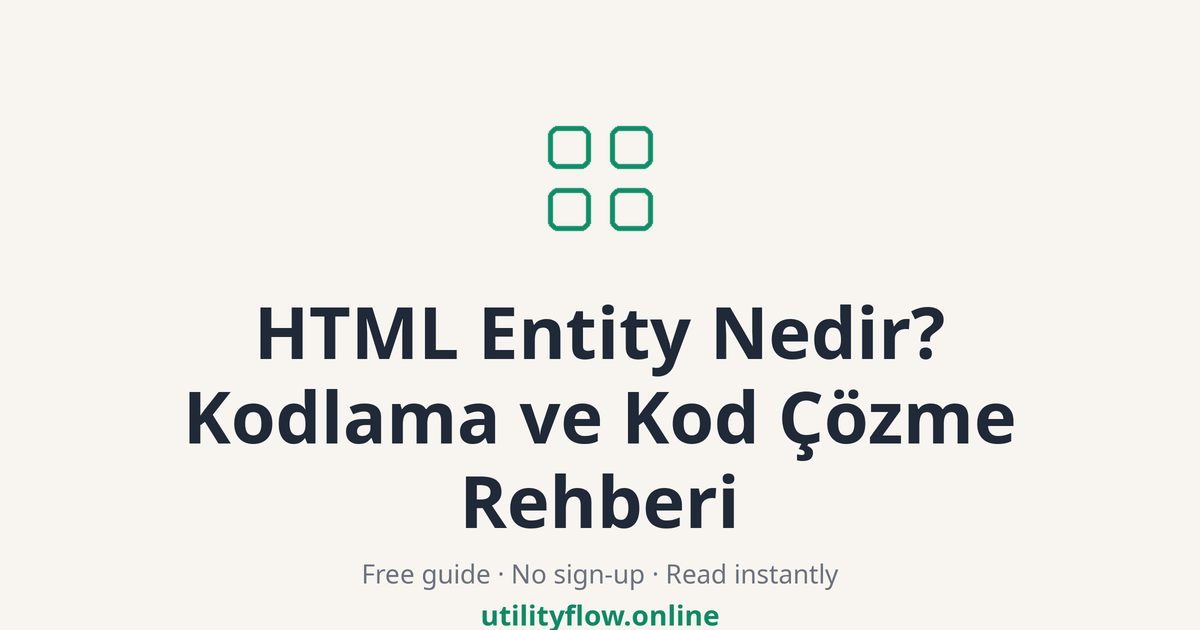 HTML Entity Nedir?
Kodlama ve Kod Çözme
Rehberi
Free guide · No sign-up · Read instantly
utilityflow.online